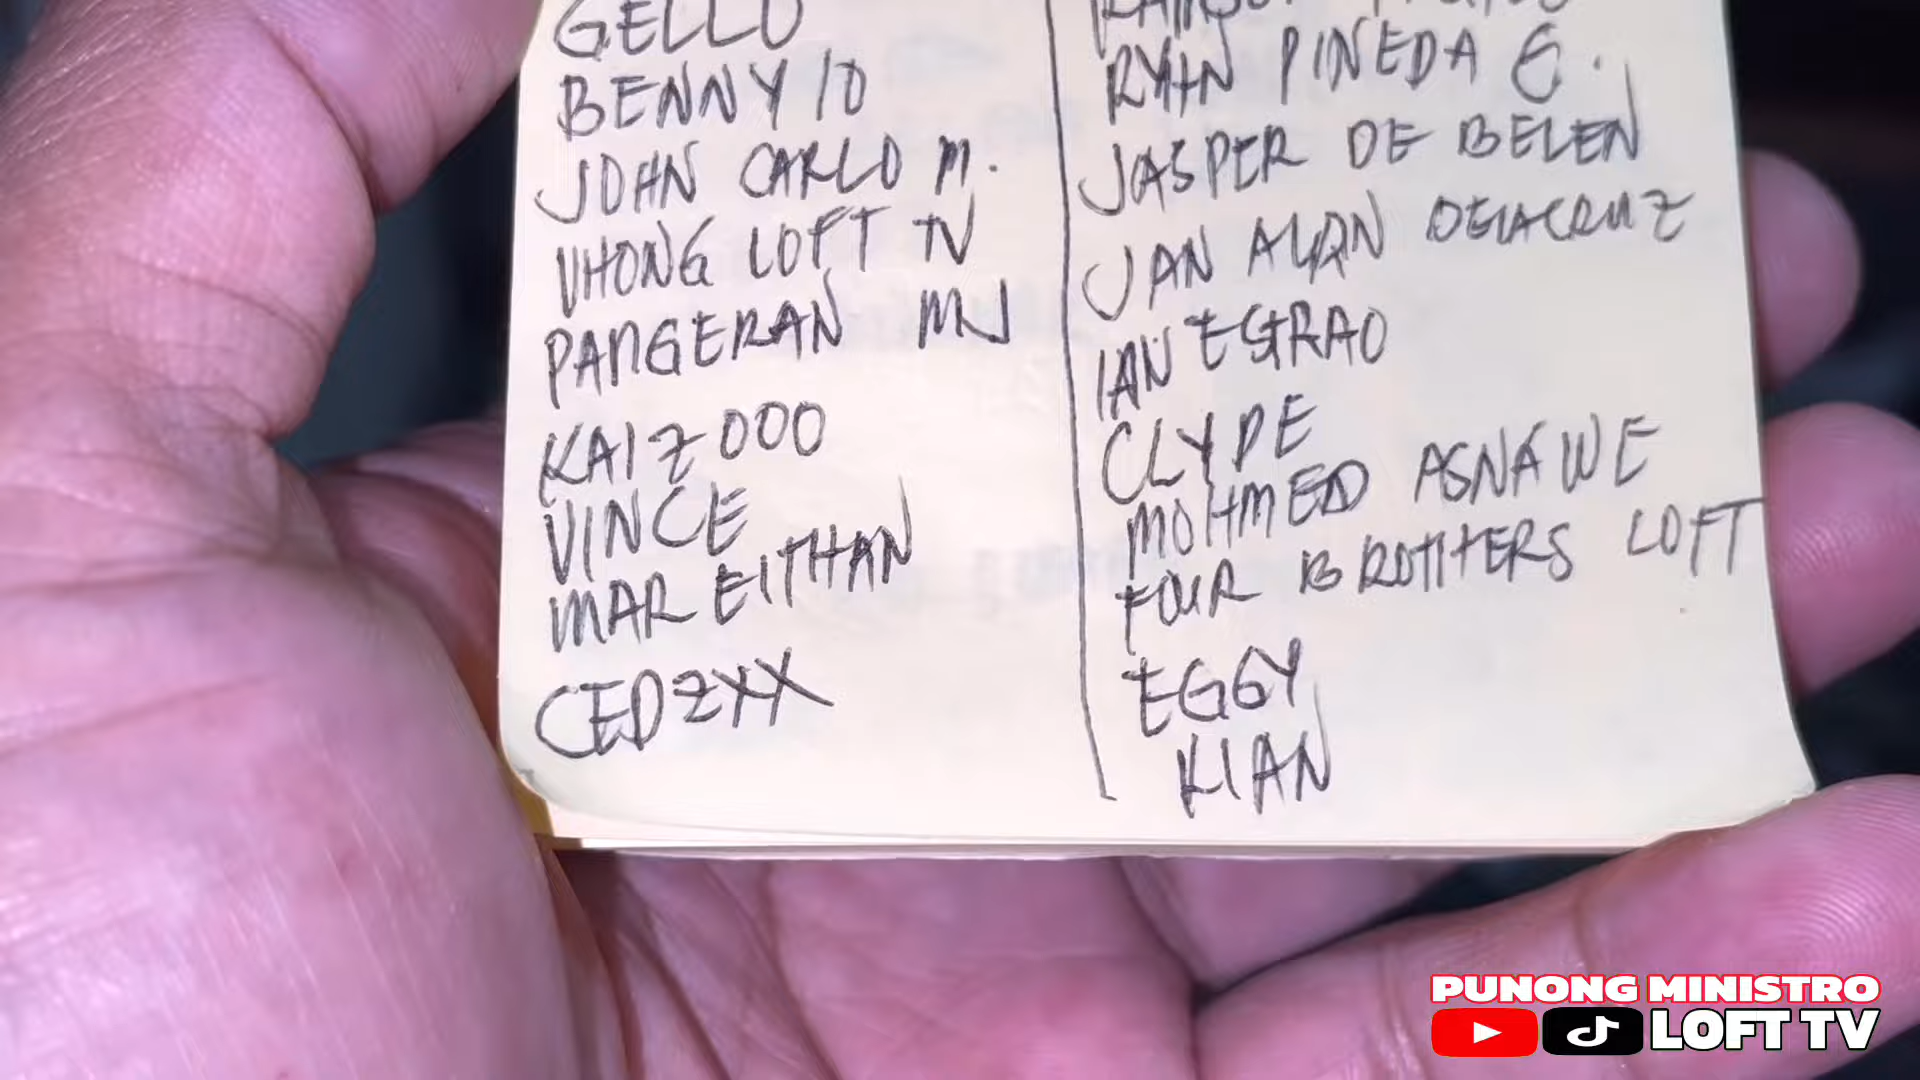 GELLO
BENNY 10
JOHN CARLO M.
VHONG LOFT TV
PANGERAN MJ
KAIZOOO
VINCE
MAR EITHAN
CEDZXX
RYAN PINEDA G.
JASPER DE BELEN
JAN ALAN DELACRUZ
IAN EGRAO
CLYDE
MOHMED ASNAWE
FOUR BROTHERS LOFT
EGGY
KIAN
PUNONG MINISTRO
LOFT TV